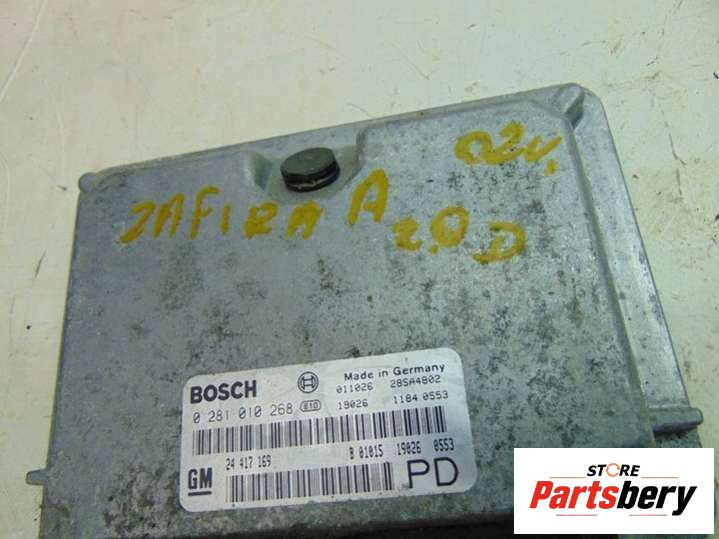 02v.
ZAFIRA A
2.0 D
BOSCH
Made in Germany
011026 28SA4802
0 281 010 268 E10 19026 1184 0553
GM 24 417 169 B 01015 19026 0553
PD
STORE
Partsbery